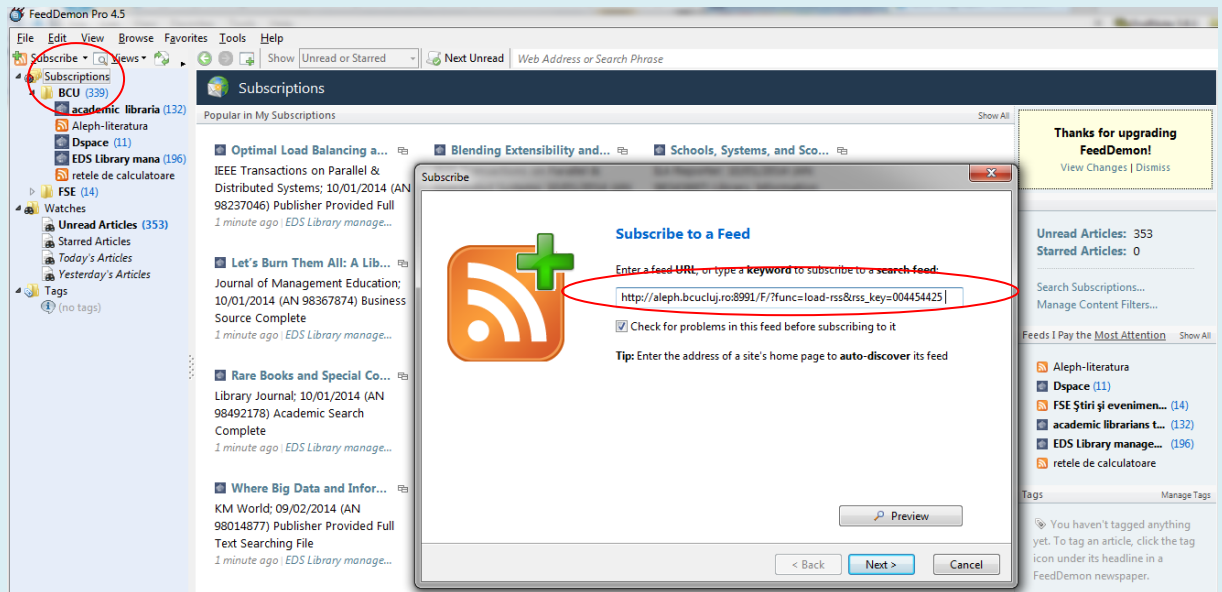 FeedDemon Pro 4.5
File Edit View Browse Favorites Tools Help
Subscribe Views Show Unread or Starred Next Unread Web Address or Search Phrase
Subscriptions
BCU (339)
academic libraria (132)
Aleph-literatura
Dspace (11)
EDS Library mana (196)
retele de calculatoare
FSE (14)
Watches
Unread Articles (353)
Starred Articles
Today's Articles
Yesterday's Articles
Tags
(no tags)
Subscriptions
Popular in My Subscriptions Show All
Optimal Load Balancing a...
IEEE Transactions on Parallel &
Distributed Systems; 10/01/2014 (AN
98237046) Publisher Provided Full
1 minute ago | EDS Library manage...
Let's Burn Them All: A Lib...
Journal of Management Education;
10/01/2014 (AN 98367874) Business
Source Complete
1 minute ago | EDS Library manage...
Rare Books and Special Co...
Library Journal; 10/01/2014 (AN
98492178) Academic Search
Complete
1 minute ago | EDS Library manage...
Where Big Data and Infor...
KM World; 09/02/2014 (AN
98014877) Publisher Provided Full
Text Searching File
1 minute ago | EDS Library manage...
Blending Extensibility and...
Schools, Systems, and Sco...
Subscribe
Subscribe to a Feed
Enter a feed URL, or type a keyword to subscribe to a search feed:
http://aleph.bcucluj.ro:8991/F/?func=load-rss&rss_key=004454425
Check for problems in this feed before subscribing to it
Tip: Enter the address of a site's home page to auto-discover its feed
Preview
< Back Next > Cancel
Thanks for upgrading
FeedDemon!
View Changes | Dismiss
Unread Articles: 353
Starred Articles: 0
Search Subscriptions...
Manage Content Filters...
Feeds I Pay the Most Attention Show All
Aleph-literatura
Dspace (11)
FSE Ştiri şi evenimen... (14)
academic librarians t... (132)
EDS Library manage... (196)
retele de calculatoare
Tags Manage Tags
You haven't tagged anything
yet. To tag an article, click the tag
icon under its headline in a
FeedDemon newspaper.